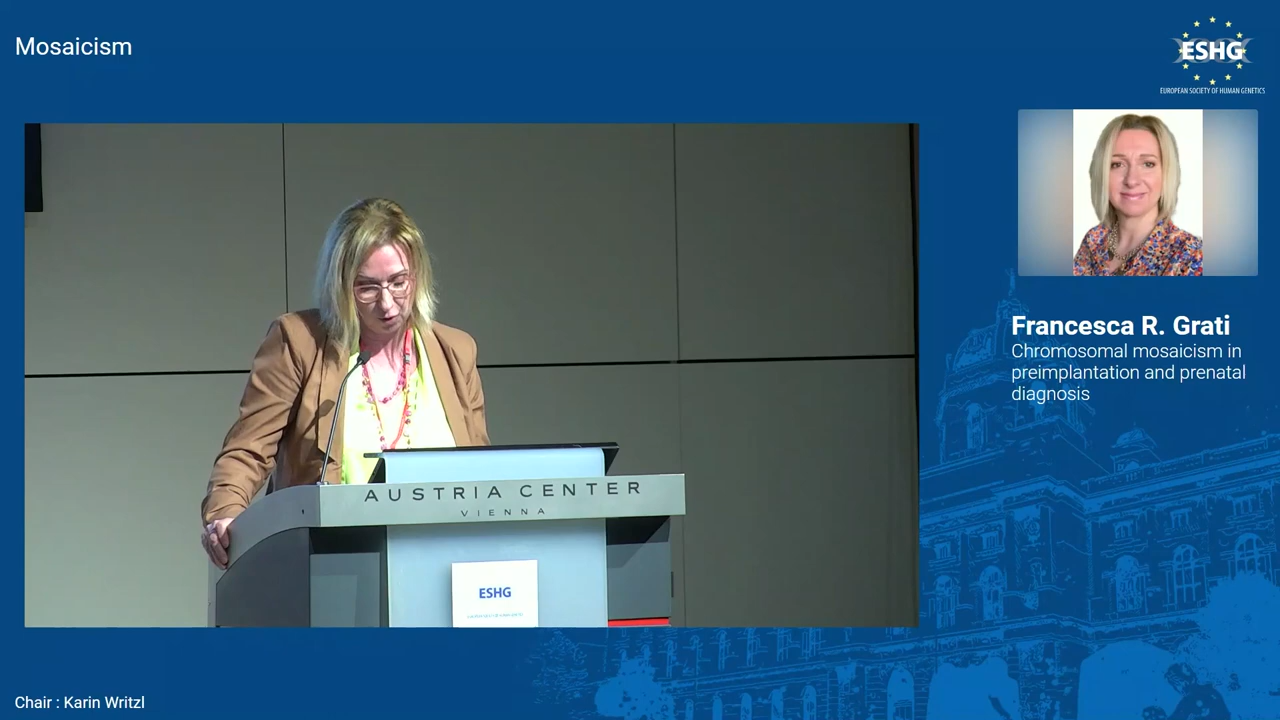 Mosaicism
ESHG
EUROPEAN SOCIETY OF HUMAN GENETICS
Francesca R. Grati
Chromosomal mosaicism in
preimplantation and prenatal
diagnosis
AUSTRIA CENTER
VIENNA
ESHG
Chair : Karin Writzl